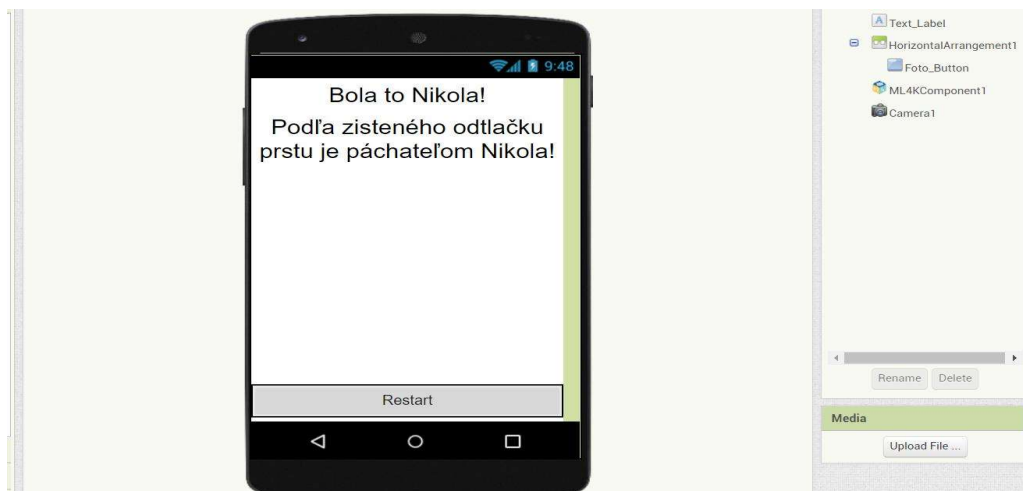 9:48
Bola to Nikola!
Podľa zisteného odtlačku
prstu je páchateľom Nikola!
Restart
Text_Label
HorizontalArrangement1
Foto_Button
ML4KComponent1
Camera1
Rename Delete
Media
Upload File ...